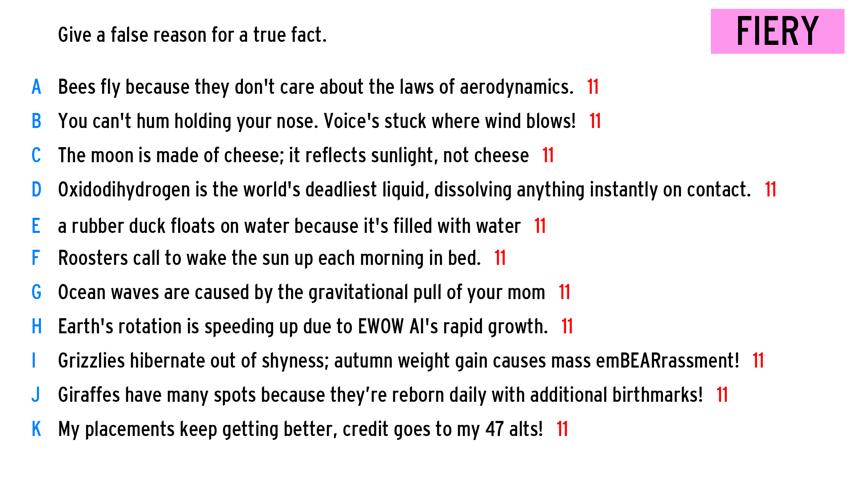 Give a false reason for a true fact.
FIERY
A Bees fly because they don't care about the laws of aerodynamics. 11
B You can't hum holding your nose. Voice's stuck where wind blows! 11
C The moon is made of cheese; it reflects sunlight, not cheese 11
D Oxidodihydrogen is the world's deadliest liquid, dissolving anything instantly on contact. 11
E a rubber duck floats on water because it's filled with water 11
F Roosters call to wake the sun up each morning in bed. 11
G Ocean waves are caused by the gravitational pull of your mom 11
H Earth's rotation is speeding up due to EWOW AI's rapid growth. 11
I Grizzlies hibernate out of shyness; autumn weight gain causes mass emBEARrassment! 11
J Giraffes have many spots because they’re reborn daily with additional birthmarks! 11
K My placements keep getting better, credit goes to my 47 alts! 11